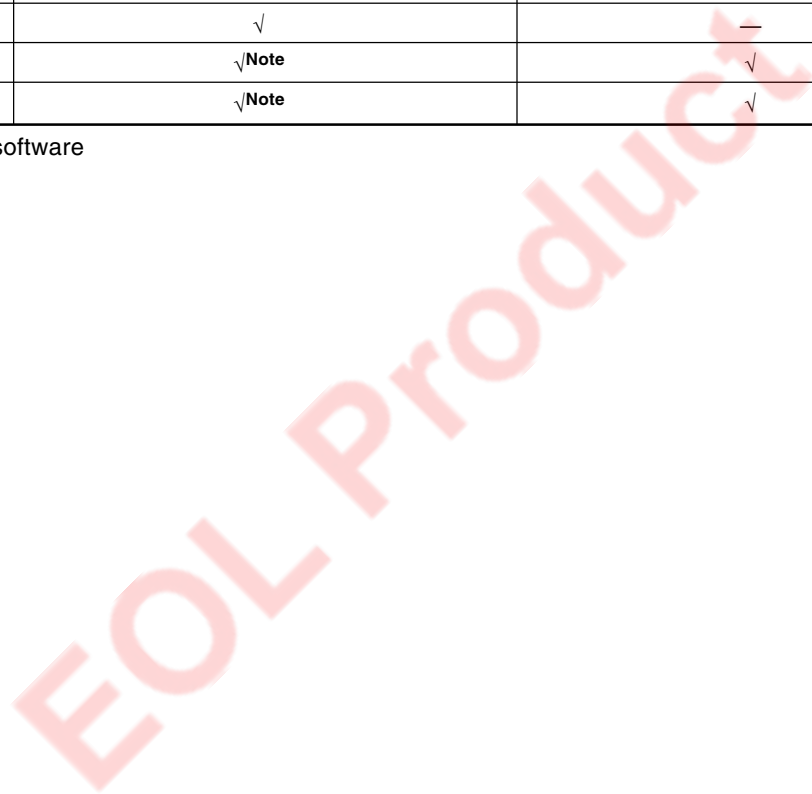 √ —
√Note √
√Note √
software
EOL Product